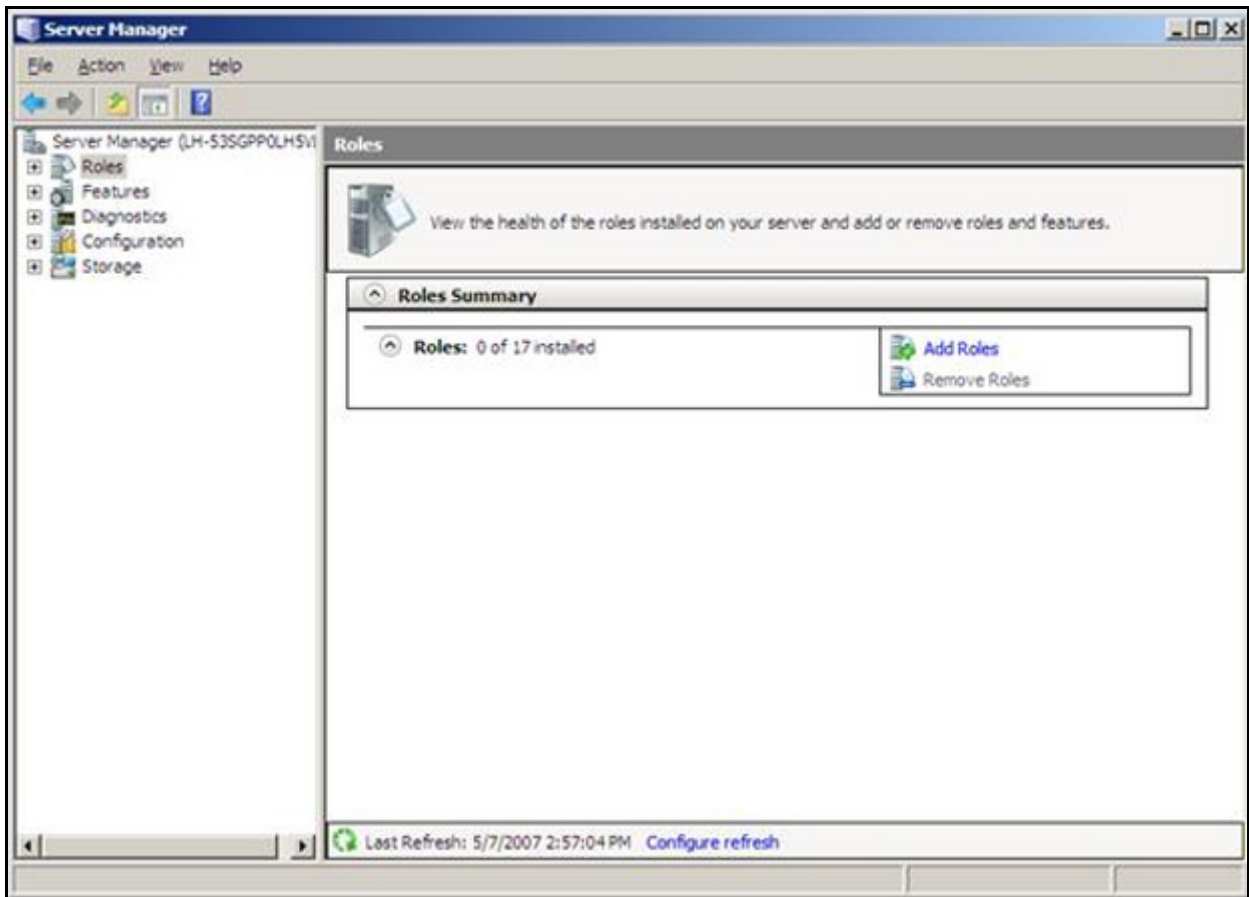 Server Manager
File Action View Help
Server Manager (LH-53SGPP0LH5VI
Roles
Features
Diagnostics
Configuration
Storage
Roles
View the health of the roles installed on your server and add or remove roles and features.
Roles Summary
Roles: 0 of 17 installed
Add Roles
Remove Roles
Last Refresh: 5/7/2007 2:57:04 PM Configure refresh